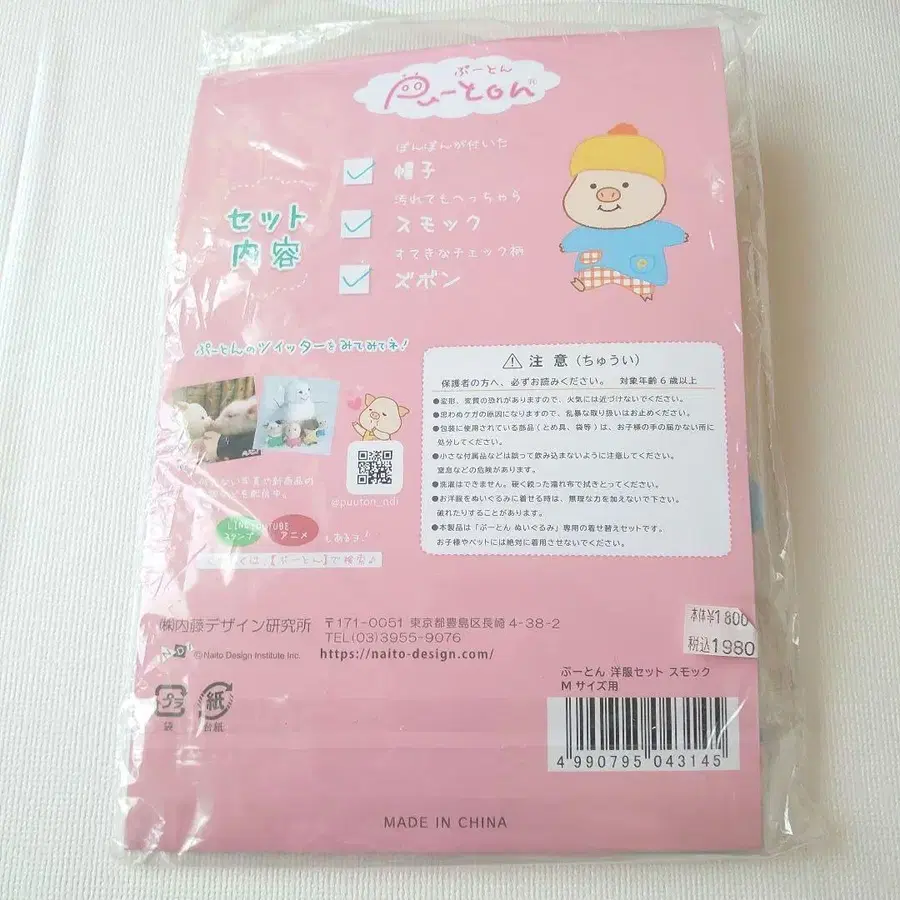 ぷーとん
Puーとん®
セット
内容
ぽんぽんが付いた
帽子
汚れてもへっちゃら
スモック
すてきなチェック柄
ズボン
ぷーとんのツイッターをみてみてネ!
@puuton_ndi
LINE
スタンプ
YOUTUBE
アニメ
もあるヨ!
【ぷーとん】で検索♪
⚠ 注意(ちゅうい)
保護者の方へ、必ずお読みください。 対象年齢6歳以上
●変形、変質の恐れがありますので、火気には近づけないでください。
●思わぬケガの原因になりますので、乱暴な取り扱いはお止めください。
●包装に使用されている部品(とめ具、袋等)は、お子様の手の届かない所に
処分してください。
●小さな付属品などは誤って飲み込まないように注意してください。
窒息などの危険があります。
●洗濯はできません。硬く絞った濡れ布で拭きとってください。
●お洋服をぬいぐるみに着せる時は、無理な力を加えないで下さい。
破れたりすることがあります。
●本製品は「ぷーとん ぬいぐるみ」専用の着せ替えセットです。
お子様やペットには絶対に着用させないでください。
本体¥1800
税込1980
㈱内藤デザイン研究所 〒171-0051 東京都豊島区長崎4-38-2
TEL(03)3955-9076
©Naito Design Institute Inc. https://naito-design.com/
ぷーとん 洋服セット スモック
Mサイズ用
プラ
袋
紙
台紙
4 990795 043145
MADE IN CHINA